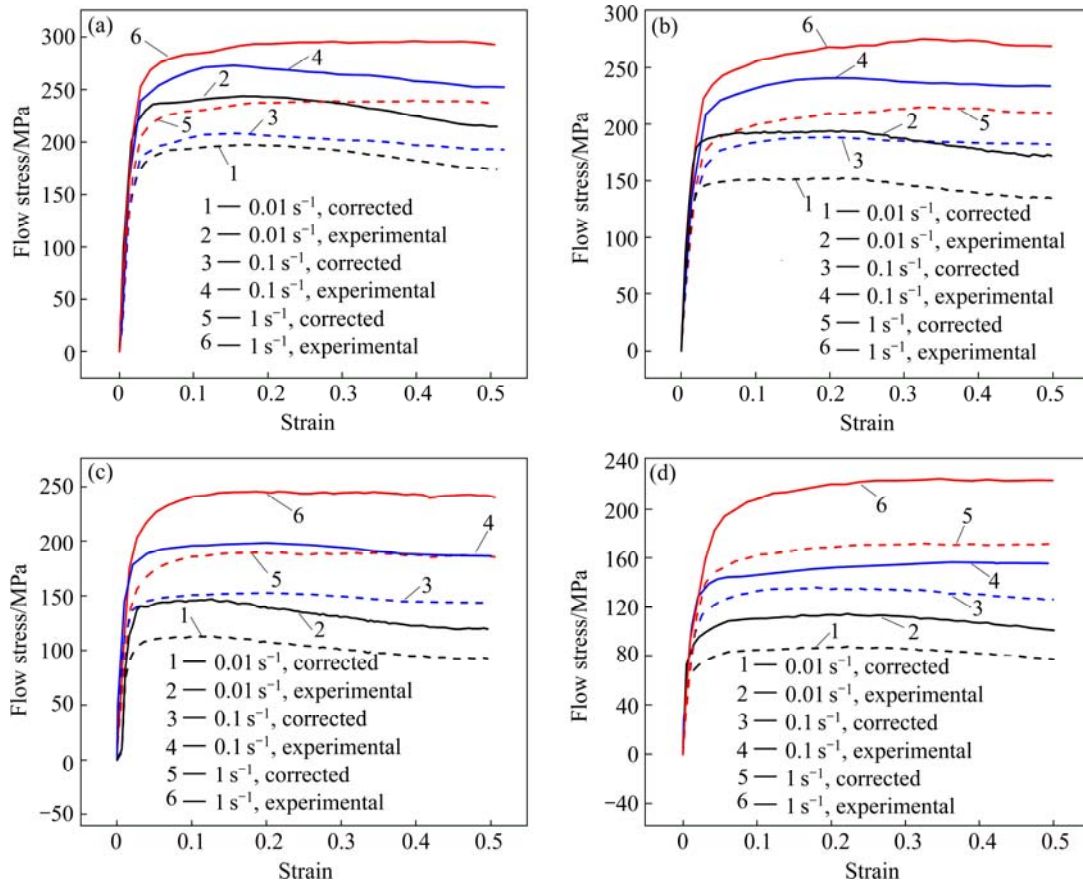 (a)
300
250
200
150
100
50
0
Flow stress/MPa
6
4
2
3
5
1
1 — 0.01 s⁻¹, corrected
2 — 0.01 s⁻¹, experimental
3 — 0.1 s⁻¹, corrected
4 — 0.1 s⁻¹, experimental
5 — 1 s⁻¹, corrected
6 — 1 s⁻¹, experimental
0 0.1 0.2 0.3 0.4 0.5
Strain
(b)
300
250
200
150
100
50
0
Flow stress/MPa
6
4
2
5
3
1
1 — 0.01 s⁻¹, corrected
2 — 0.01 s⁻¹, experimental
3 — 0.1 s⁻¹, corrected
4 — 0.1 s⁻¹, experimental
5 — 1 s⁻¹, corrected
6 — 1 s⁻¹, experimental
0 0.1 0.2 0.3 0.4 0.5
Strain
(c)
250
200
150
100
50
0
−50
Flow stress/MPa
6
4
5
3
1
2
1 — 0.01 s⁻¹, corrected
2 — 0.01 s⁻¹, experimental
3 — 0.1 s⁻¹, corrected
4 — 0.1 s⁻¹, experimental
5 — 1 s⁻¹, corrected
6 — 1 s⁻¹, experimental
0 0.1 0.2 0.3 0.4 0.5
Strain
(d)
240
200
160
120
80
40
0
−40
Flow stress/MPa
6
5
4
3
2
1
1 — 0.01 s⁻¹, corrected
2 — 0.01 s⁻¹, experimental
3 — 0.1 s⁻¹, corrected
4 — 0.1 s⁻¹, experimental
5 — 1 s⁻¹, corrected
6 — 1 s⁻¹, experimental
0 0.1 0.2 0.3 0.4 0.5
Strain